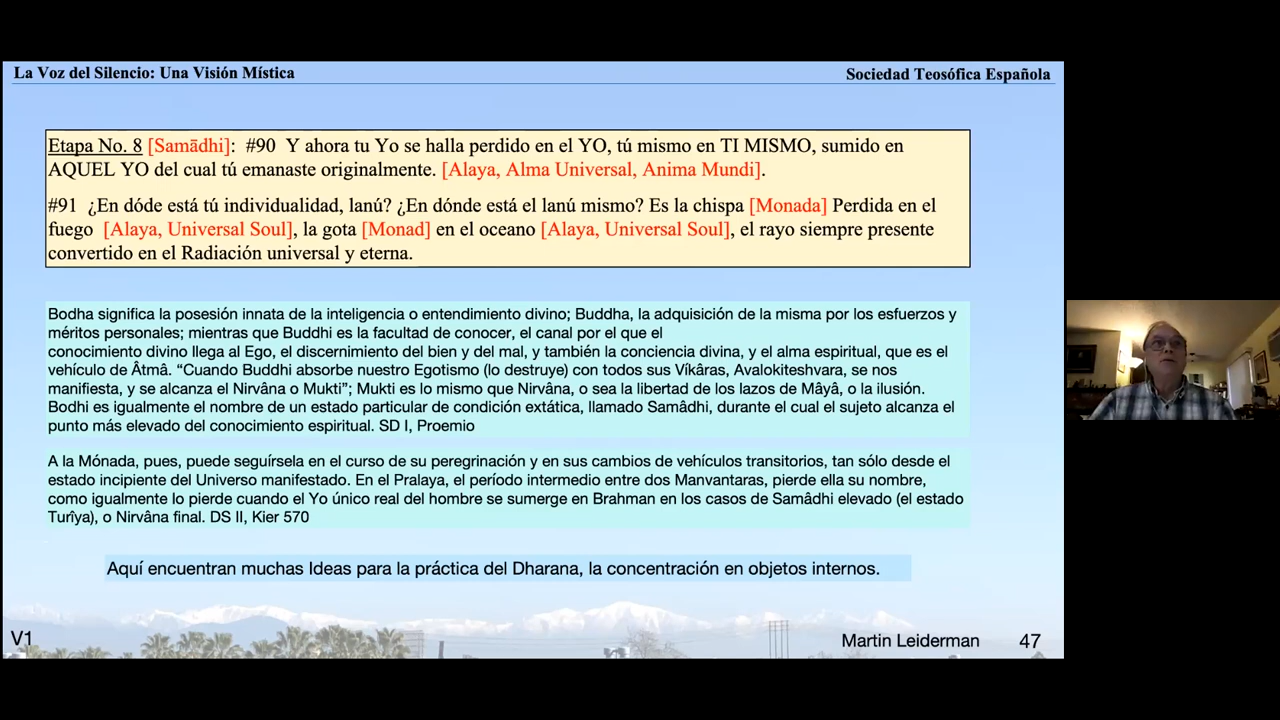 La Voz del Silencio: Una Visión Mística
Sociedad Teosófica Española
Etapa No. 8 [Samādhi]: #90 Y ahora tu Yo se halla perdido en el YO, tú mismo en TI MISMO, sumido en
AQUEL YO del cual tú emanaste originalmente. [Alaya, Alma Universal, Anima Mundi].
#91 ¿En dóde está tú individualidad, lanú? ¿En dónde está el lanú mismo? Es la chispa [Monada] Perdida en el
fuego [Alaya, Universal Soul], la gota [Monad] en el oceano [Alaya, Universal Soul], el rayo siempre presente
convertido en el Radiación universal y eterna.
Bodha significa la posesión innata de la inteligencia o entendimiento divino; Buddha, la adquisición de la misma por los esfuerzos y
méritos personales; mientras que Buddhi es la facultad de conocer, el canal por el que el
conocimiento divino llega al Ego, el discernimiento del bien y del mal, y también la conciencia divina, y el alma espiritual, que es el
vehículo de Âtmâ. “Cuando Buddhi absorbe nuestro Egotismo (lo destruye) con todos sus Víkâras, Avalokiteshvara, se nos
manifiesta, y se alcanza el Nirvâna o Mukti”; Mukti es lo mismo que Nirvâna, o sea la libertad de los lazos de Mâyâ, o la ilusión.
Bodhi es igualmente el nombre de un estado particular de condición extática, llamado Samâdhi, durante el cual el sujeto alcanza el
punto más elevado del conocimiento espiritual. SD I, Proemio
A la Mónada, pues, puede seguírsela en el curso de su peregrinación y en sus cambios de vehículos transitorios, tan sólo desde el
estado incipiente del Universo manifestado. En el Pralaya, el período intermedio entre dos Manvantaras, pierde ella su nombre,
como igualmente lo pierde cuando el Yo único real del hombre se sumerge en Brahman en los casos de Samâdhi elevado (el estado
Turîya), o Nirvâna final. DS II, Kier 570
Aquí encuentran muchas Ideas para la práctica del Dharana, la concentración en objetos internos.
V1
Martin Leiderman
47